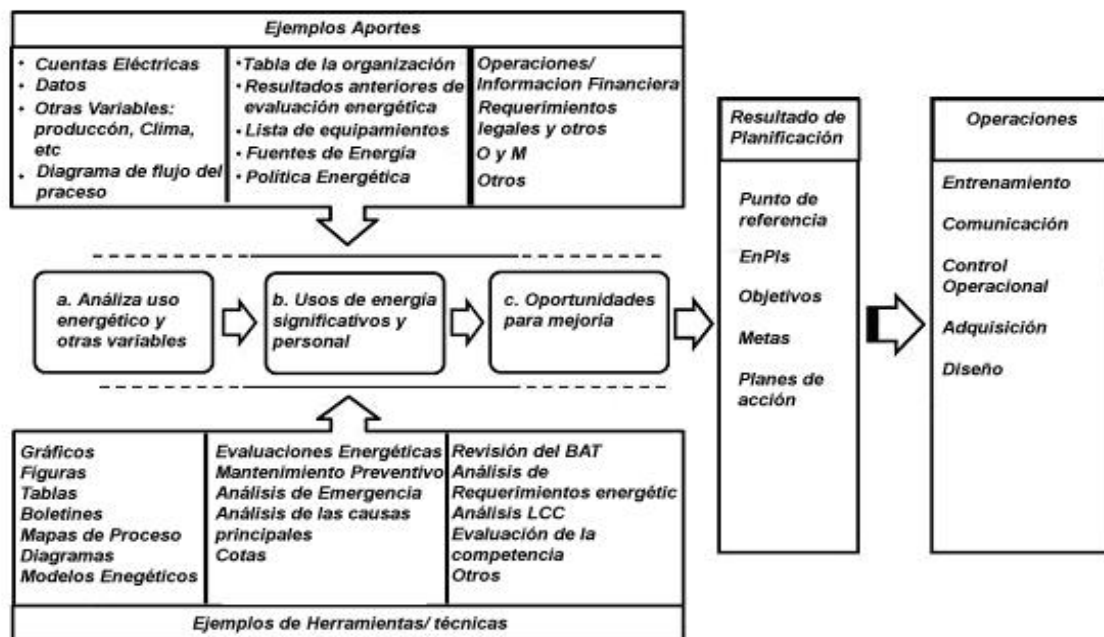 Ejemplos Aportes
• Cuentas Eléctricas
• Datos
• Otras Variables:
produccón, Clima,
etc
• Diagrama de flujo del
praceso
• Tabla de la organización
• Resultados anteriores de
evaluación energética
• Lista de equipamientos
• Fuentes de Energía
• Política Energética
Operaciones/
Informacion Financiera
Requerimientos
legales y otros
O y M
Otros
a. Análiza uso
energético y
otras variables
b. Usos de energía
significativos y
personal
c. Oportunidades
para mejoría
Resultado de
Planificación
Punto de
referencia
EnPIs
Objetivos
Metas
Planes de
acción
Operaciones
Entrenamiento
Comunicación
Control
Operacional
Adquisición
Diseño
Gráficos
Figuras
Tablas
Boletines
Mapas de Proceso
Diagramas
Modelos Enegéticos
Evaluaciones Energéticas
Mantenimiento Preventivo
Análisis de Emergencia
Análisis de las causas
principales
Cotas
Revisión del BAT
Análisis de
Requerimientos energétic
Análisis LCC
Evaluación de la
competencia
Otros
Ejemplos de Herramientas/ técnicas